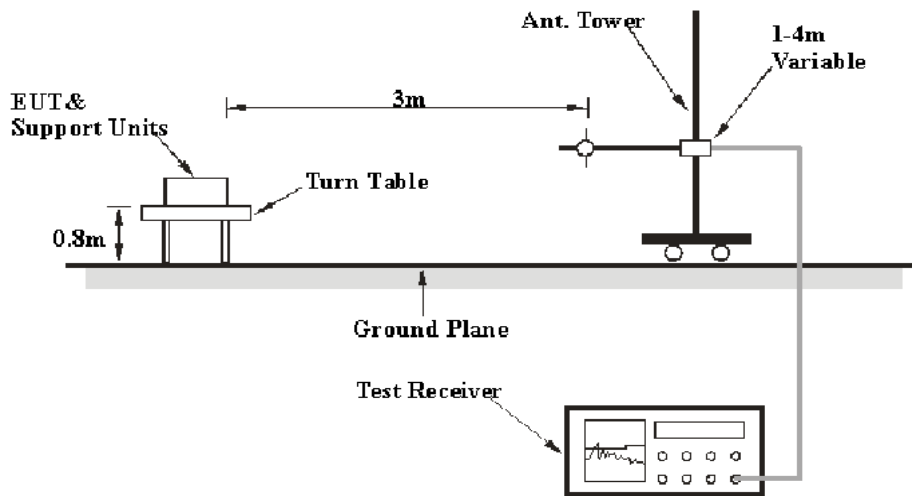 Ant. Tower
1-4m
Variable
3m
EUT &
Support Units
Turn Table
0.8m
Ground Plane
Test Receiver